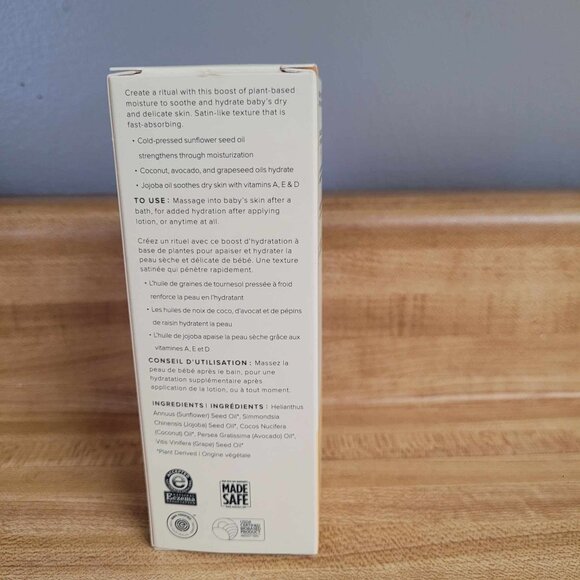 Create a ritual with this boost of plant-based
moisture to soothe and hydrate baby's dry
and delicate skin. Satin-like texture that is
fast-absorbing.
• Cold-pressed sunflower seed oil
strengthens through moisturization
• Coconut, avocado, and grapeseed oils hydrate
• Jojoba oil soothes dry skin with vitamins A, E & D
TO USE: Massage into baby's skin after a
bath, for added hydration after applying
lotion, or anytime at all.
Créez un rituel avec ce boost d'hydratation à
base de plantes pour apaiser et hydrater la
peau sèche et délicate de bébé. Une texture
satinée qui pénètre rapidement.
• L'huile de graines de tournesol pressée à froid
renforce la peau en l'hydratant
• Les huiles de noix de coco, d'avocat et de pépins
de raisin hydratent la peau
• L'huile de jojoba apaise la peau sèche grâce aux
vitamines A, E et D
CONSEIL D'UTILISATION: Massez la
peau de bébé après le bain, pour une
hydratation supplémentaire après
application de la lotion, ou à tout moment.
INGREDIENTS | INGRÉDIENTS: Helianthus
Annuus (Sunflower) Seed Oil*, Simmondsia
Chinensis (Jojoba) Seed Oil*, Cocos Nucifera
(Coconut) Oil*, Persea Gratissima (Avocado) Oil*,
Vitis Vinifera (Grape) Seed Oil*
*Plant Derived | Origine végétale
ACCEPTED
e
Eczema
MADE
SAFE
USDA
CERTIFIED
BIOBASED
PRODUCT